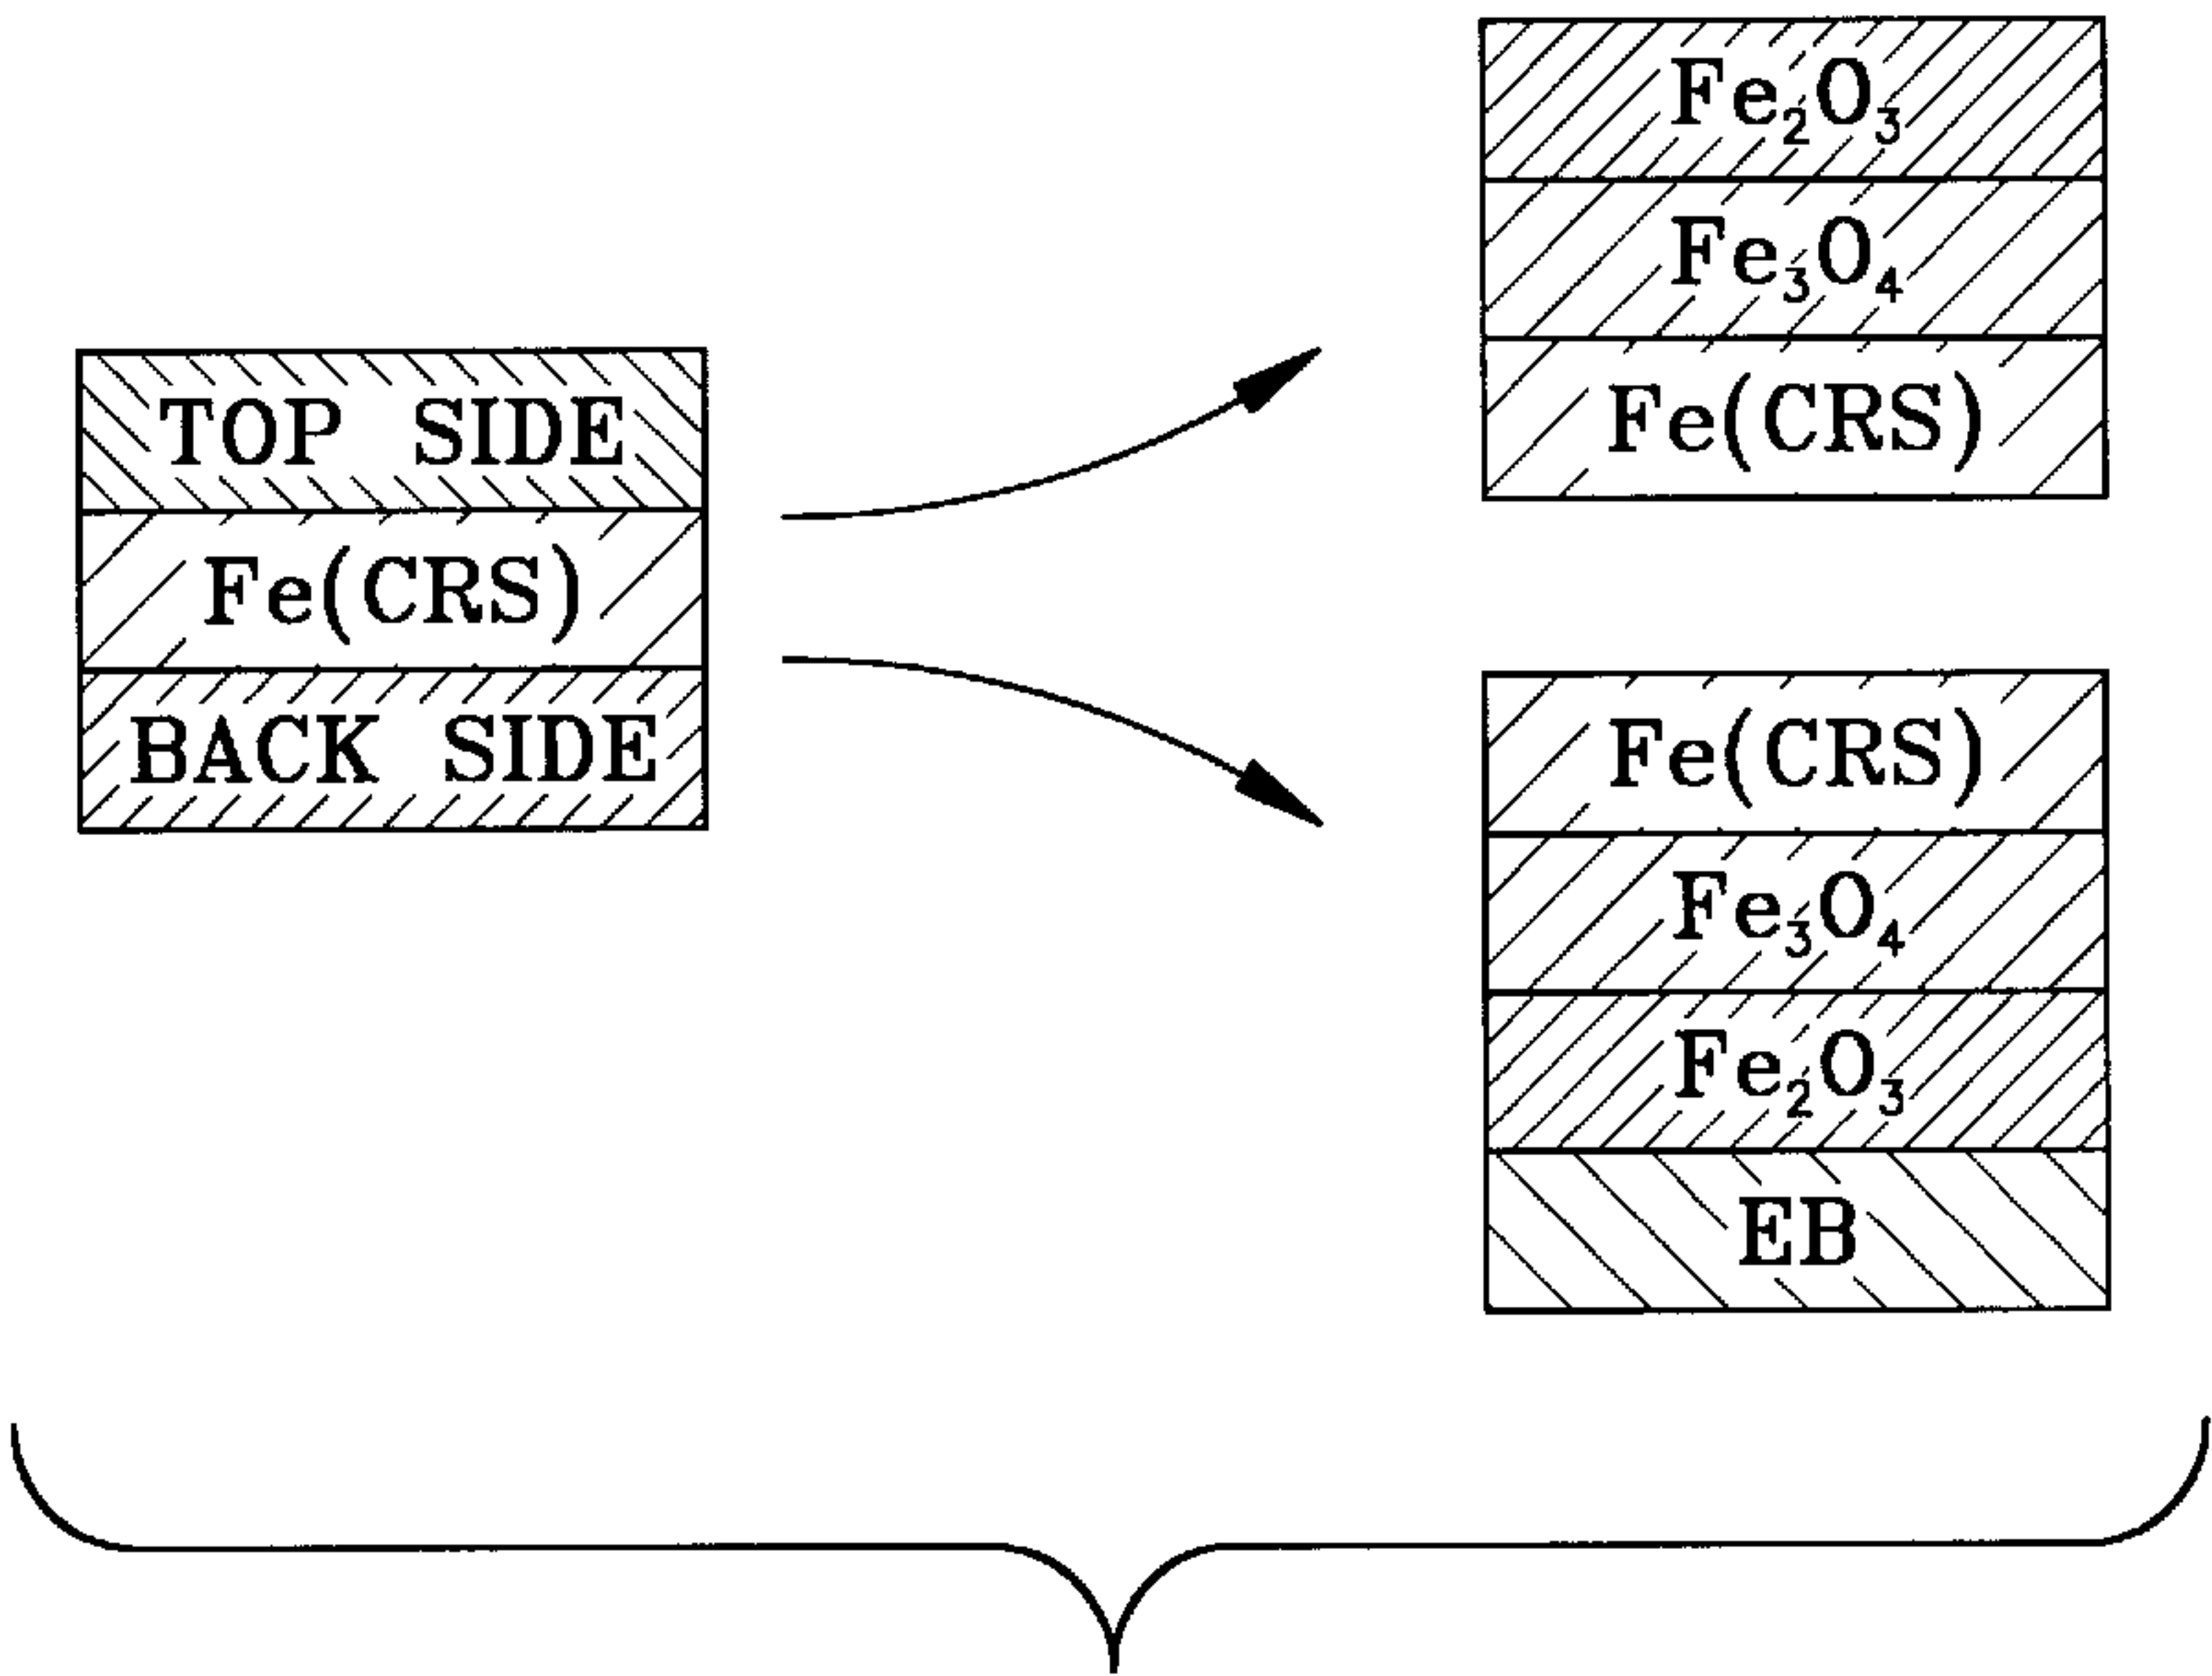 TOP SIDE
Fe(CRS)
BACK SIDE
Fe₂O₃
Fe₃O₄
Fe(CRS)
Fe(CRS)
Fe₃O₄
Fe₂O₃
EB